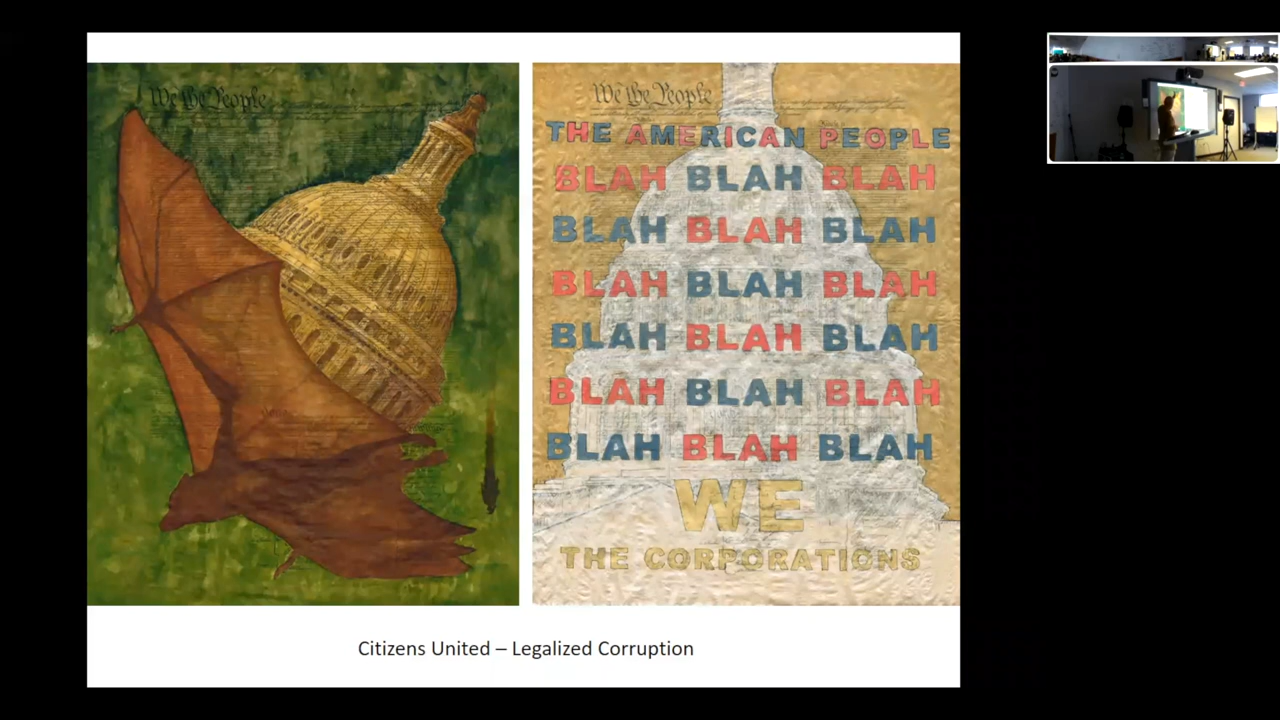 We the People
We the People
THE AMERICAN PEOPLE
BLAH BLAH BLAH
BLAH BLAH BLAH
BLAH BLAH BLAH
BLAH BLAH BLAH
BLAH BLAH BLAH
BLAH BLAH BLAH
WE
THE CORPORATIONS
Citizens United – Legalized Corruption